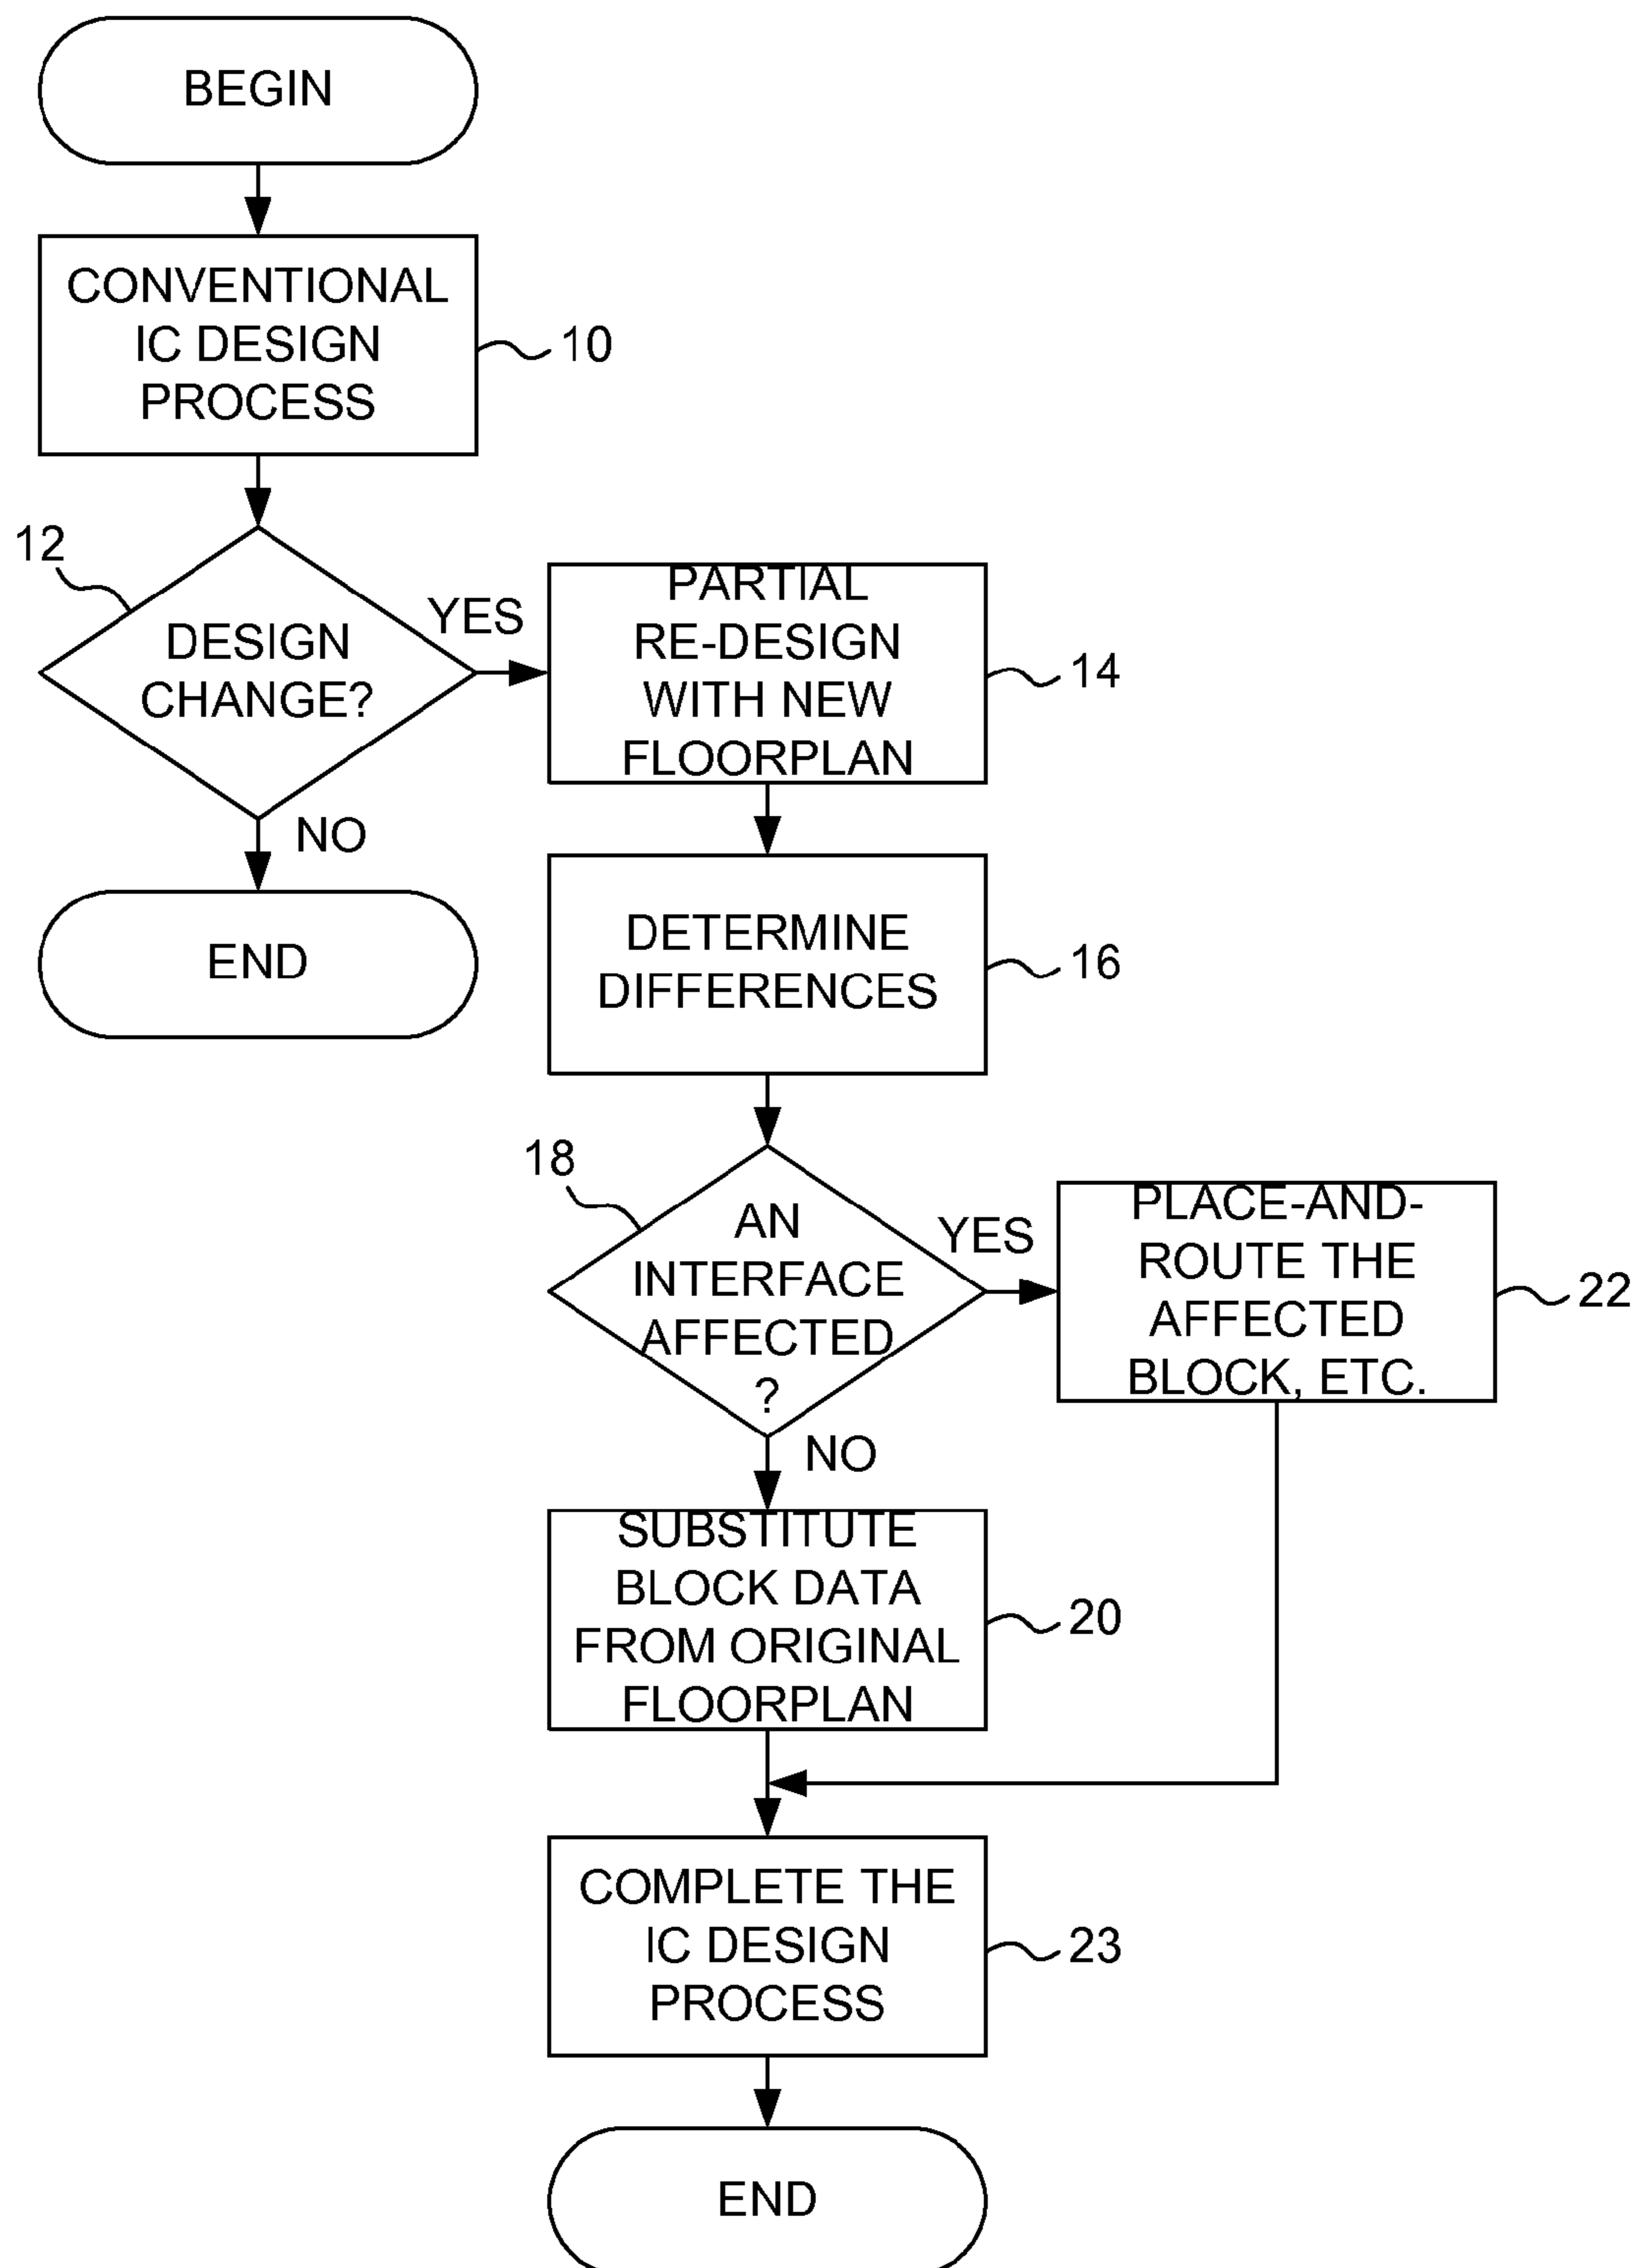 BEGIN
CONVENTIONAL
IC DESIGN
PROCESS
10
12
DESIGN
CHANGE?
YES
NO
END
PARTIAL
RE-DESIGN
WITH NEW
FLOORPLAN
14
DETERMINE
DIFFERENCES
16
18
AN
INTERFACE
AFFECTED
?
YES
NO
PLACE-AND-
ROUTE THE
AFFECTED
BLOCK, ETC.
22
SUBSTITUTE
BLOCK DATA
FROM ORIGINAL
FLOORPLAN
20
COMPLETE THE
IC DESIGN
PROCESS
23
END